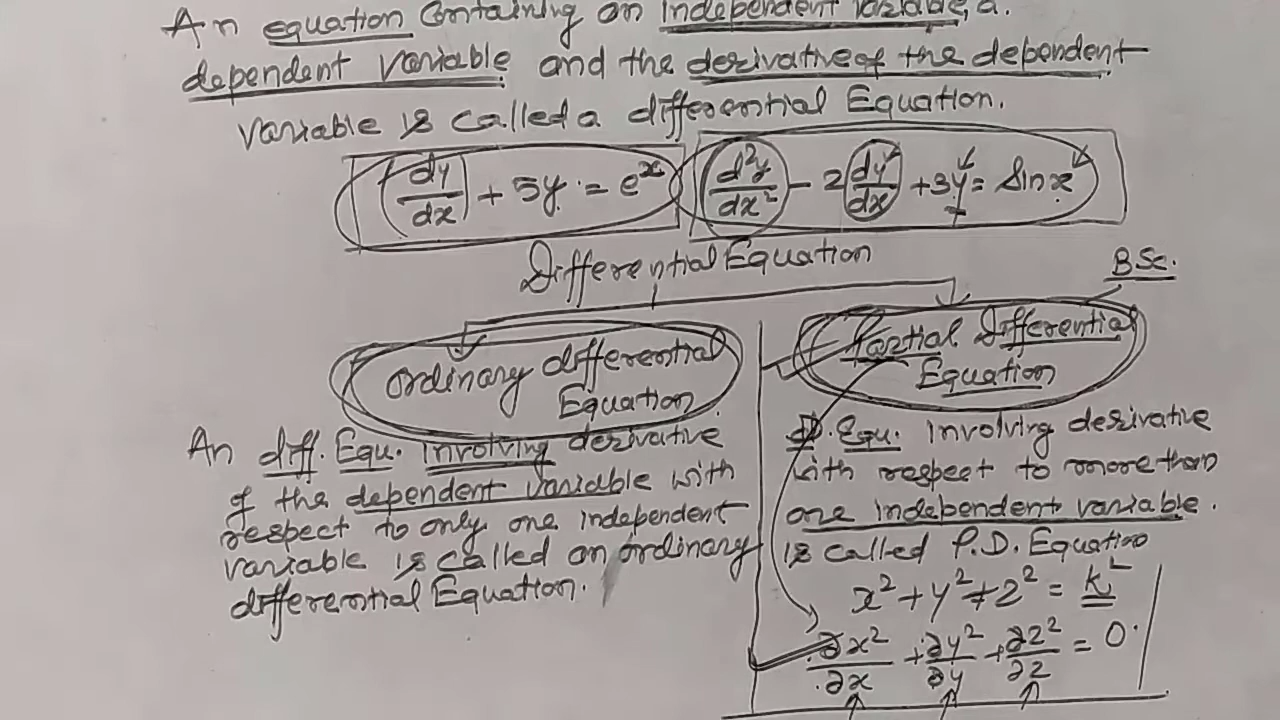 An equation Containing an independent variable, a
dependent variable and the derivative of the dependent
variable is called a differential Equation.
dy/dx + 5y = e^x d²y/dx² - 2 dy/dx + 3y = Sin x
Differential Equation
B.Sc.
Ordinary differential
Equation
An diff. Equ. involving derivative
of the dependent variable with
respect to only one independent
variable is called an ordinary
differential Equation.
Partial Differential
Equation
D. Equ. involving derivative
with respect to more than
one independent variable.
is called P.D. Equation
x² + y² + z² = k²
∂x²/∂x + ∂y²/∂y + ∂z²/∂z = 0